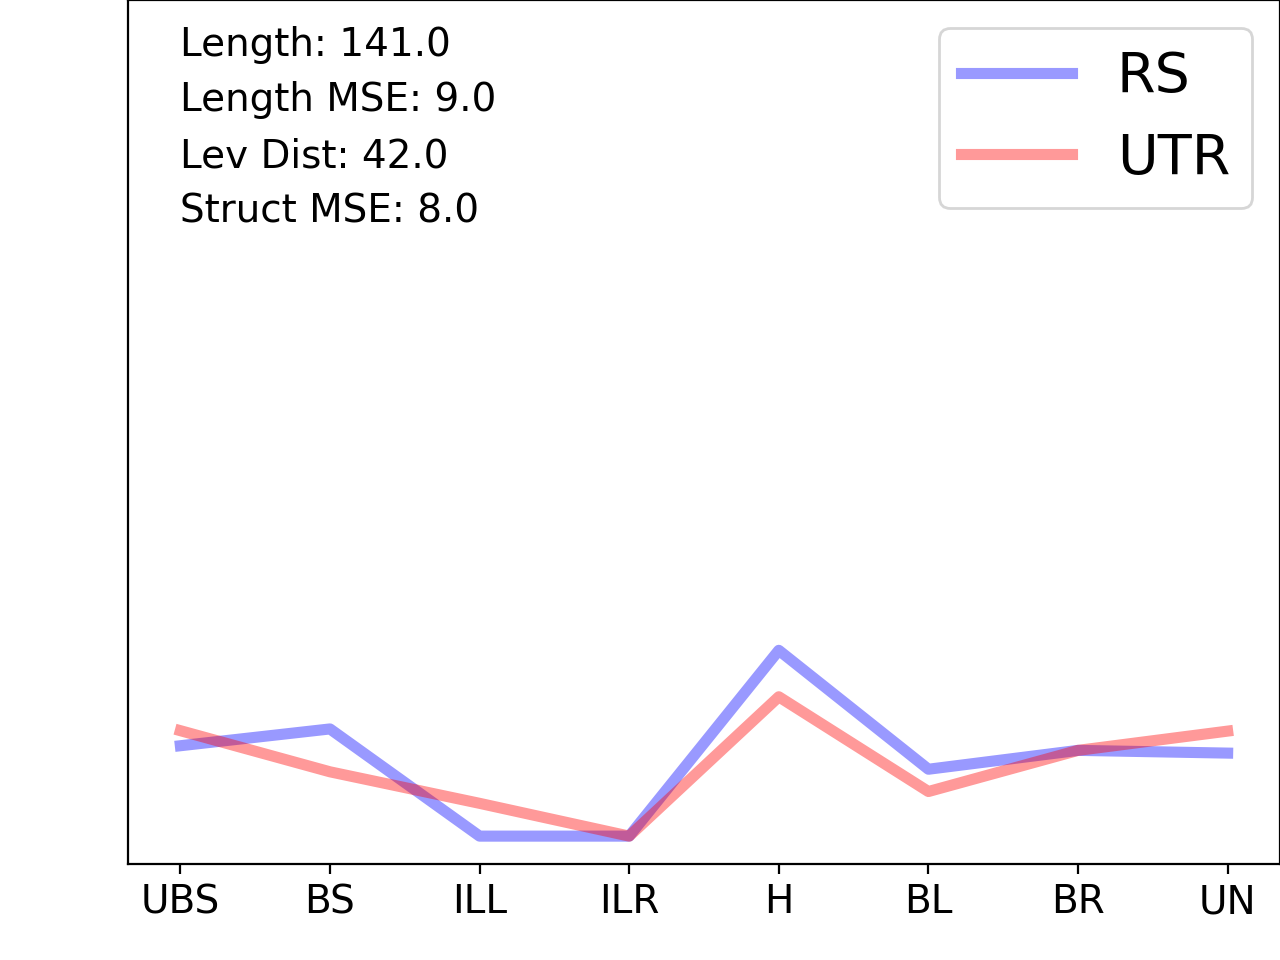 Length: 141.0
Length MSE: 9.0
Lev Dist: 42.0
Struct MSE: 8.0
RS
UTR
UBS BS ILL ILR H BL BR UN